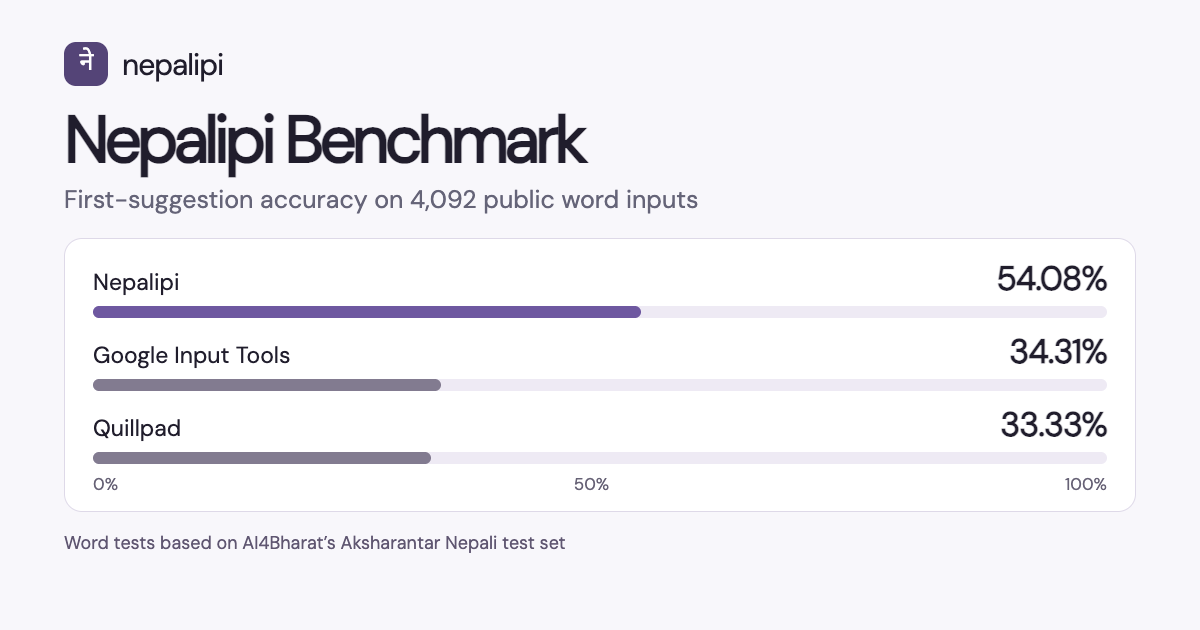 ने nepalipi
Nepalipi Benchmark
First-suggestion accuracy on 4,092 public word inputs
Nepalipi 54.08%
Google Input Tools 34.31%
Quillpad 33.33%
0% 50% 100%
Word tests based on AI4Bharat’s Aksharantar Nepali test set